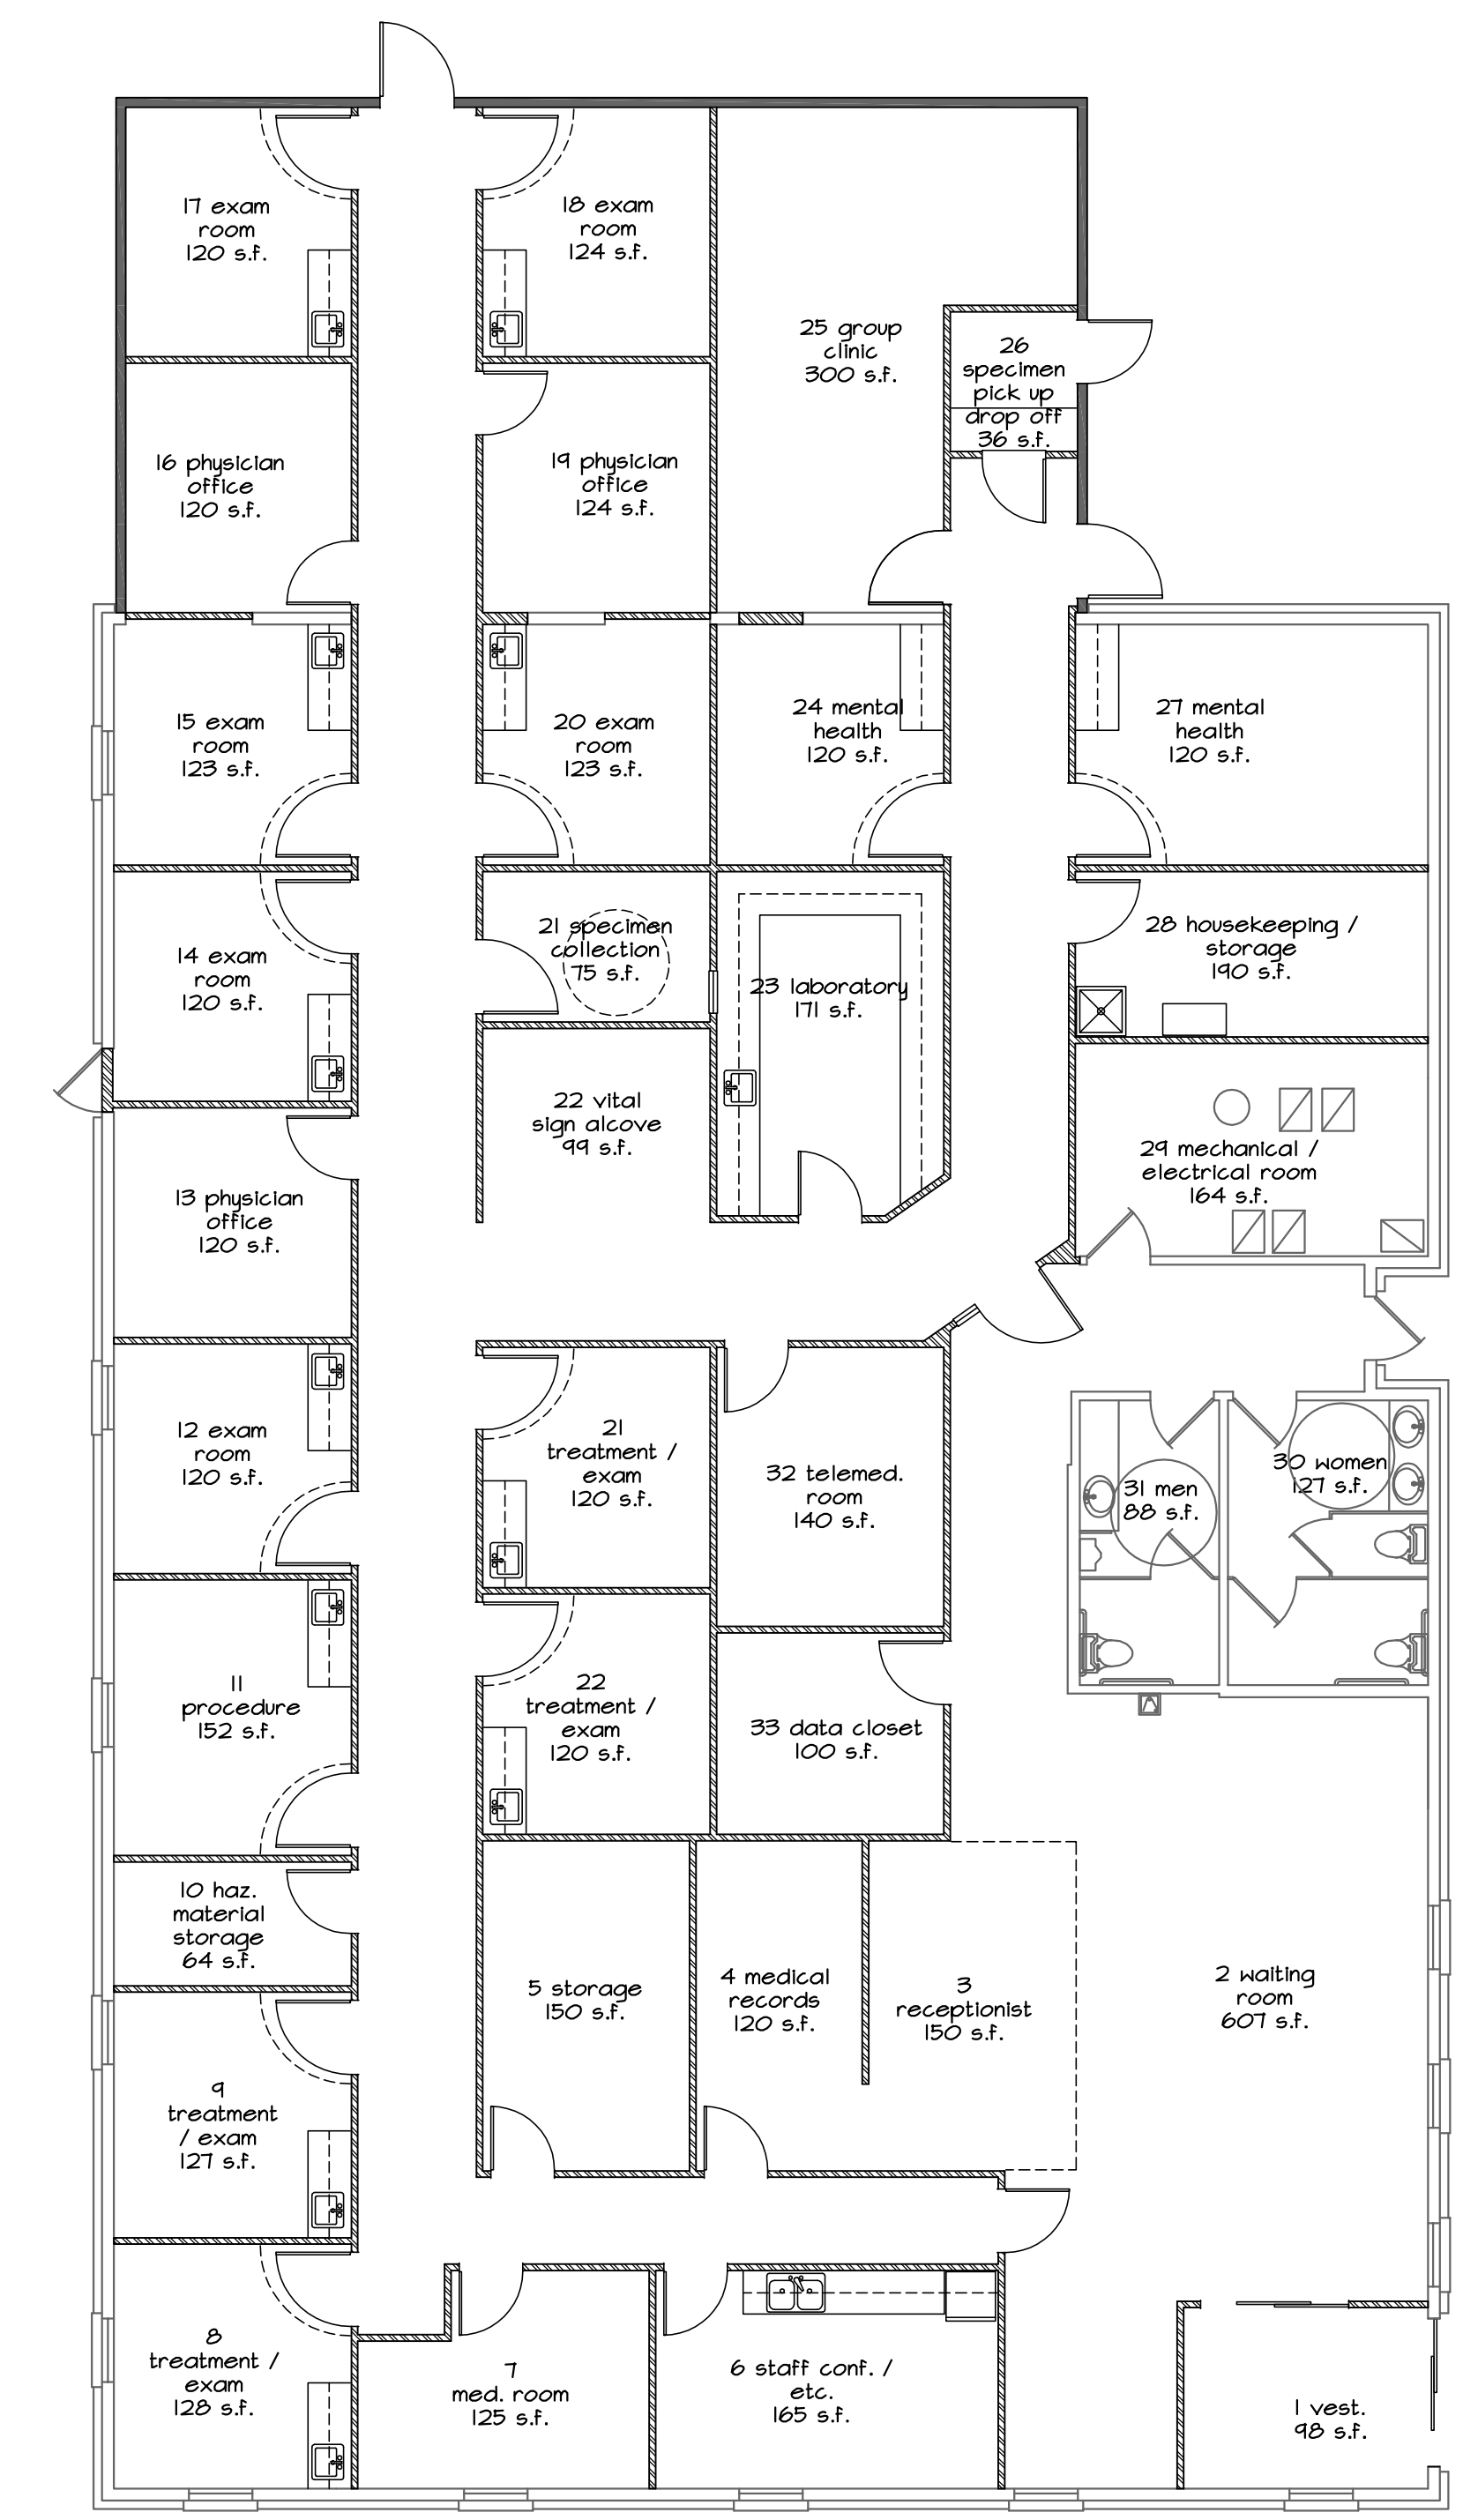 17 exam
room
120 s.f.
18 exam
room
124 s.f.
25 group
clinic
300 s.f.
26
specimen
pick up
drop off
36 s.f.
16 physician
office
120 s.f.
19 physician
office
124 s.f.
15 exam
room
123 s.f.
20 exam
room
123 s.f.
24 mental
health
120 s.f.
27 mental
health
120 s.f.
14 exam
room
120 s.f.
21 specimen
collection
75 s.f.
23 laboratory
171 s.f.
28 housekeeping /
storage
190 s.f.
22 vital
sign alcove
99 s.f.
29 mechanical /
electrical room
164 s.f.
13 physician
office
120 s.f.
12 exam
room
120 s.f.
21
treatment /
exam
120 s.f.
32 telemed.
room
140 s.f.
31 men
88 s.f.
30 women
127 s.f.
11
procedure
152 s.f.
22
treatment /
exam
120 s.f.
33 data closet
100 s.f.
10 haz.
material
storage
64 s.f.
5 storage
150 s.f.
4 medical
records
120 s.f.
3
receptionist
150 s.f.
2 waiting
room
607 s.f.
9
treatment
/ exam
127 s.f.
8
treatment /
exam
128 s.f.
7
med. room
125 s.f.
6 staff conf. /
etc.
165 s.f.
1 vest.
98 s.f.